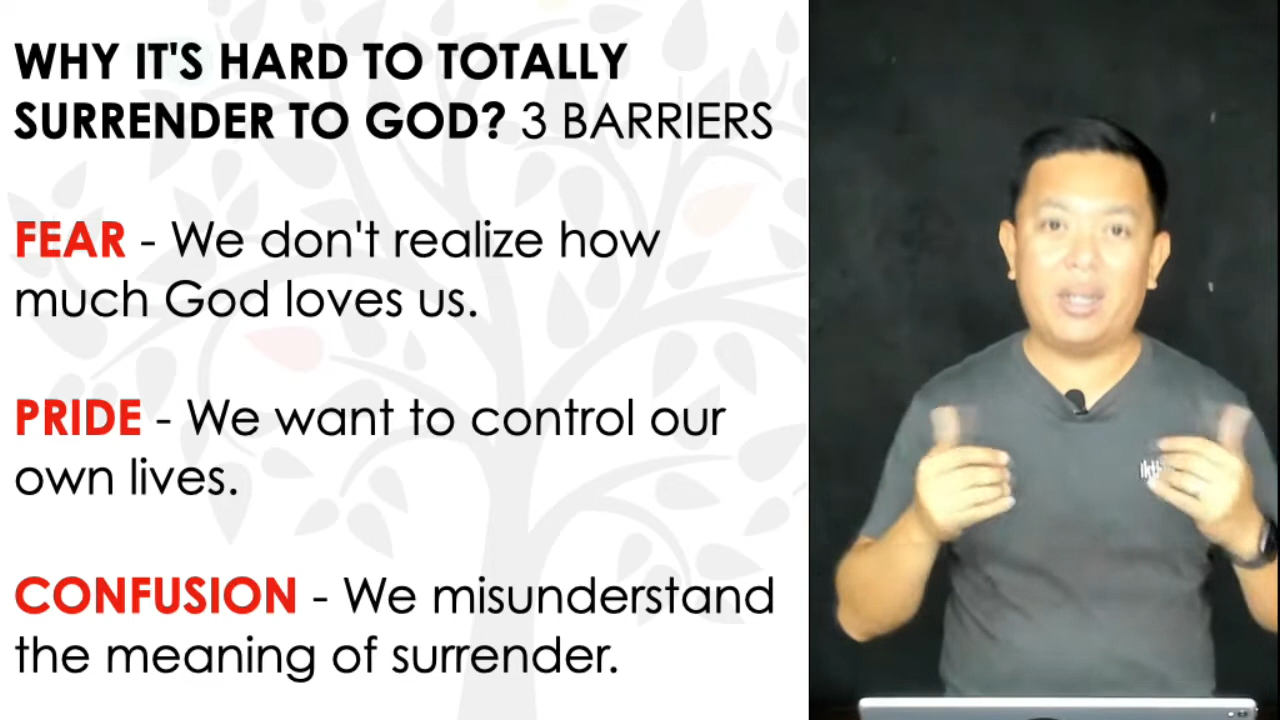 WHY IT'S HARD TO TOTALLY
SURRENDER TO GOD? 3 BARRIERS
FEAR - We don't realize how
much God loves us.
PRIDE - We want to control our
own lives.
CONFUSION - We misunderstand
the meaning of surrender.